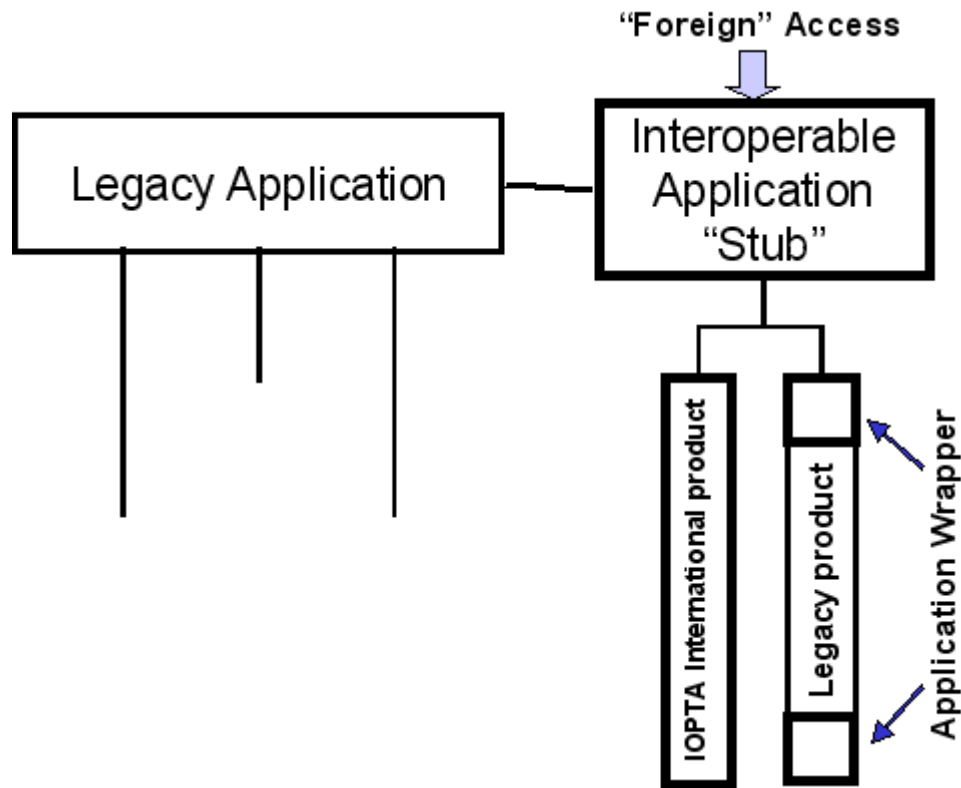 “Foreign” Access
Legacy Application
Interoperable
Application
“Stub”
IOPTA International product
Legacy product
Application Wrapper